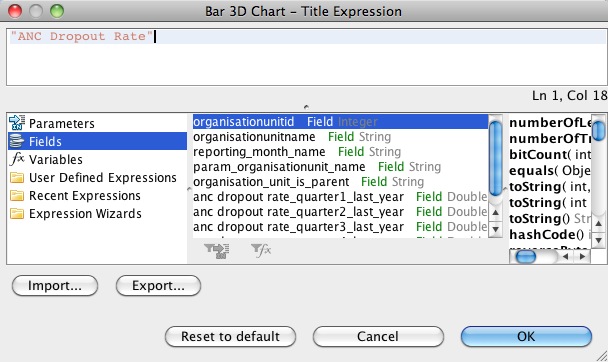 Bar 3D Chart – Title Expression
"ANC Dropout Rate"
Ln 1, Col 18
Parameters
Fields
fx Variables
User Defined Expressions
Recent Expressions
Expression Wizards
organisationunitid Field Integer
organisationunitname Field String
reporting_month_name Field String
param_organisationunit_name Field String
organisation_unit_is_parent Field String
anc dropout rate_quarter1_last_year Field Double
anc dropout rate_quarter2_last_year Field Double
anc dropout rate_quarter3_last_year Field Double
numberOfLe
numberOfTr
bitCount( int
equals( Obje
toString( int,
toString( int
toString() Str
hashCode() i
Import...
Export...
Reset to default
Cancel
OK